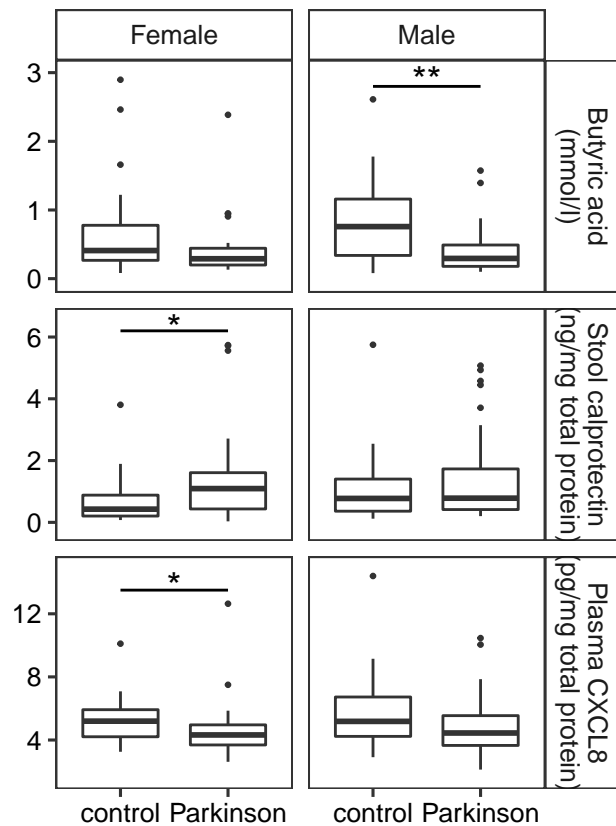 Female Male
3
2
1
0
**
Butyric acid
(mmol/l)
6
4
2
0
*
Stool calprotectin
(ng/mg total protein)
12
8
4
*
Plasma CXCL8
(pg/mg total protein)
control Parkinson control Parkinson